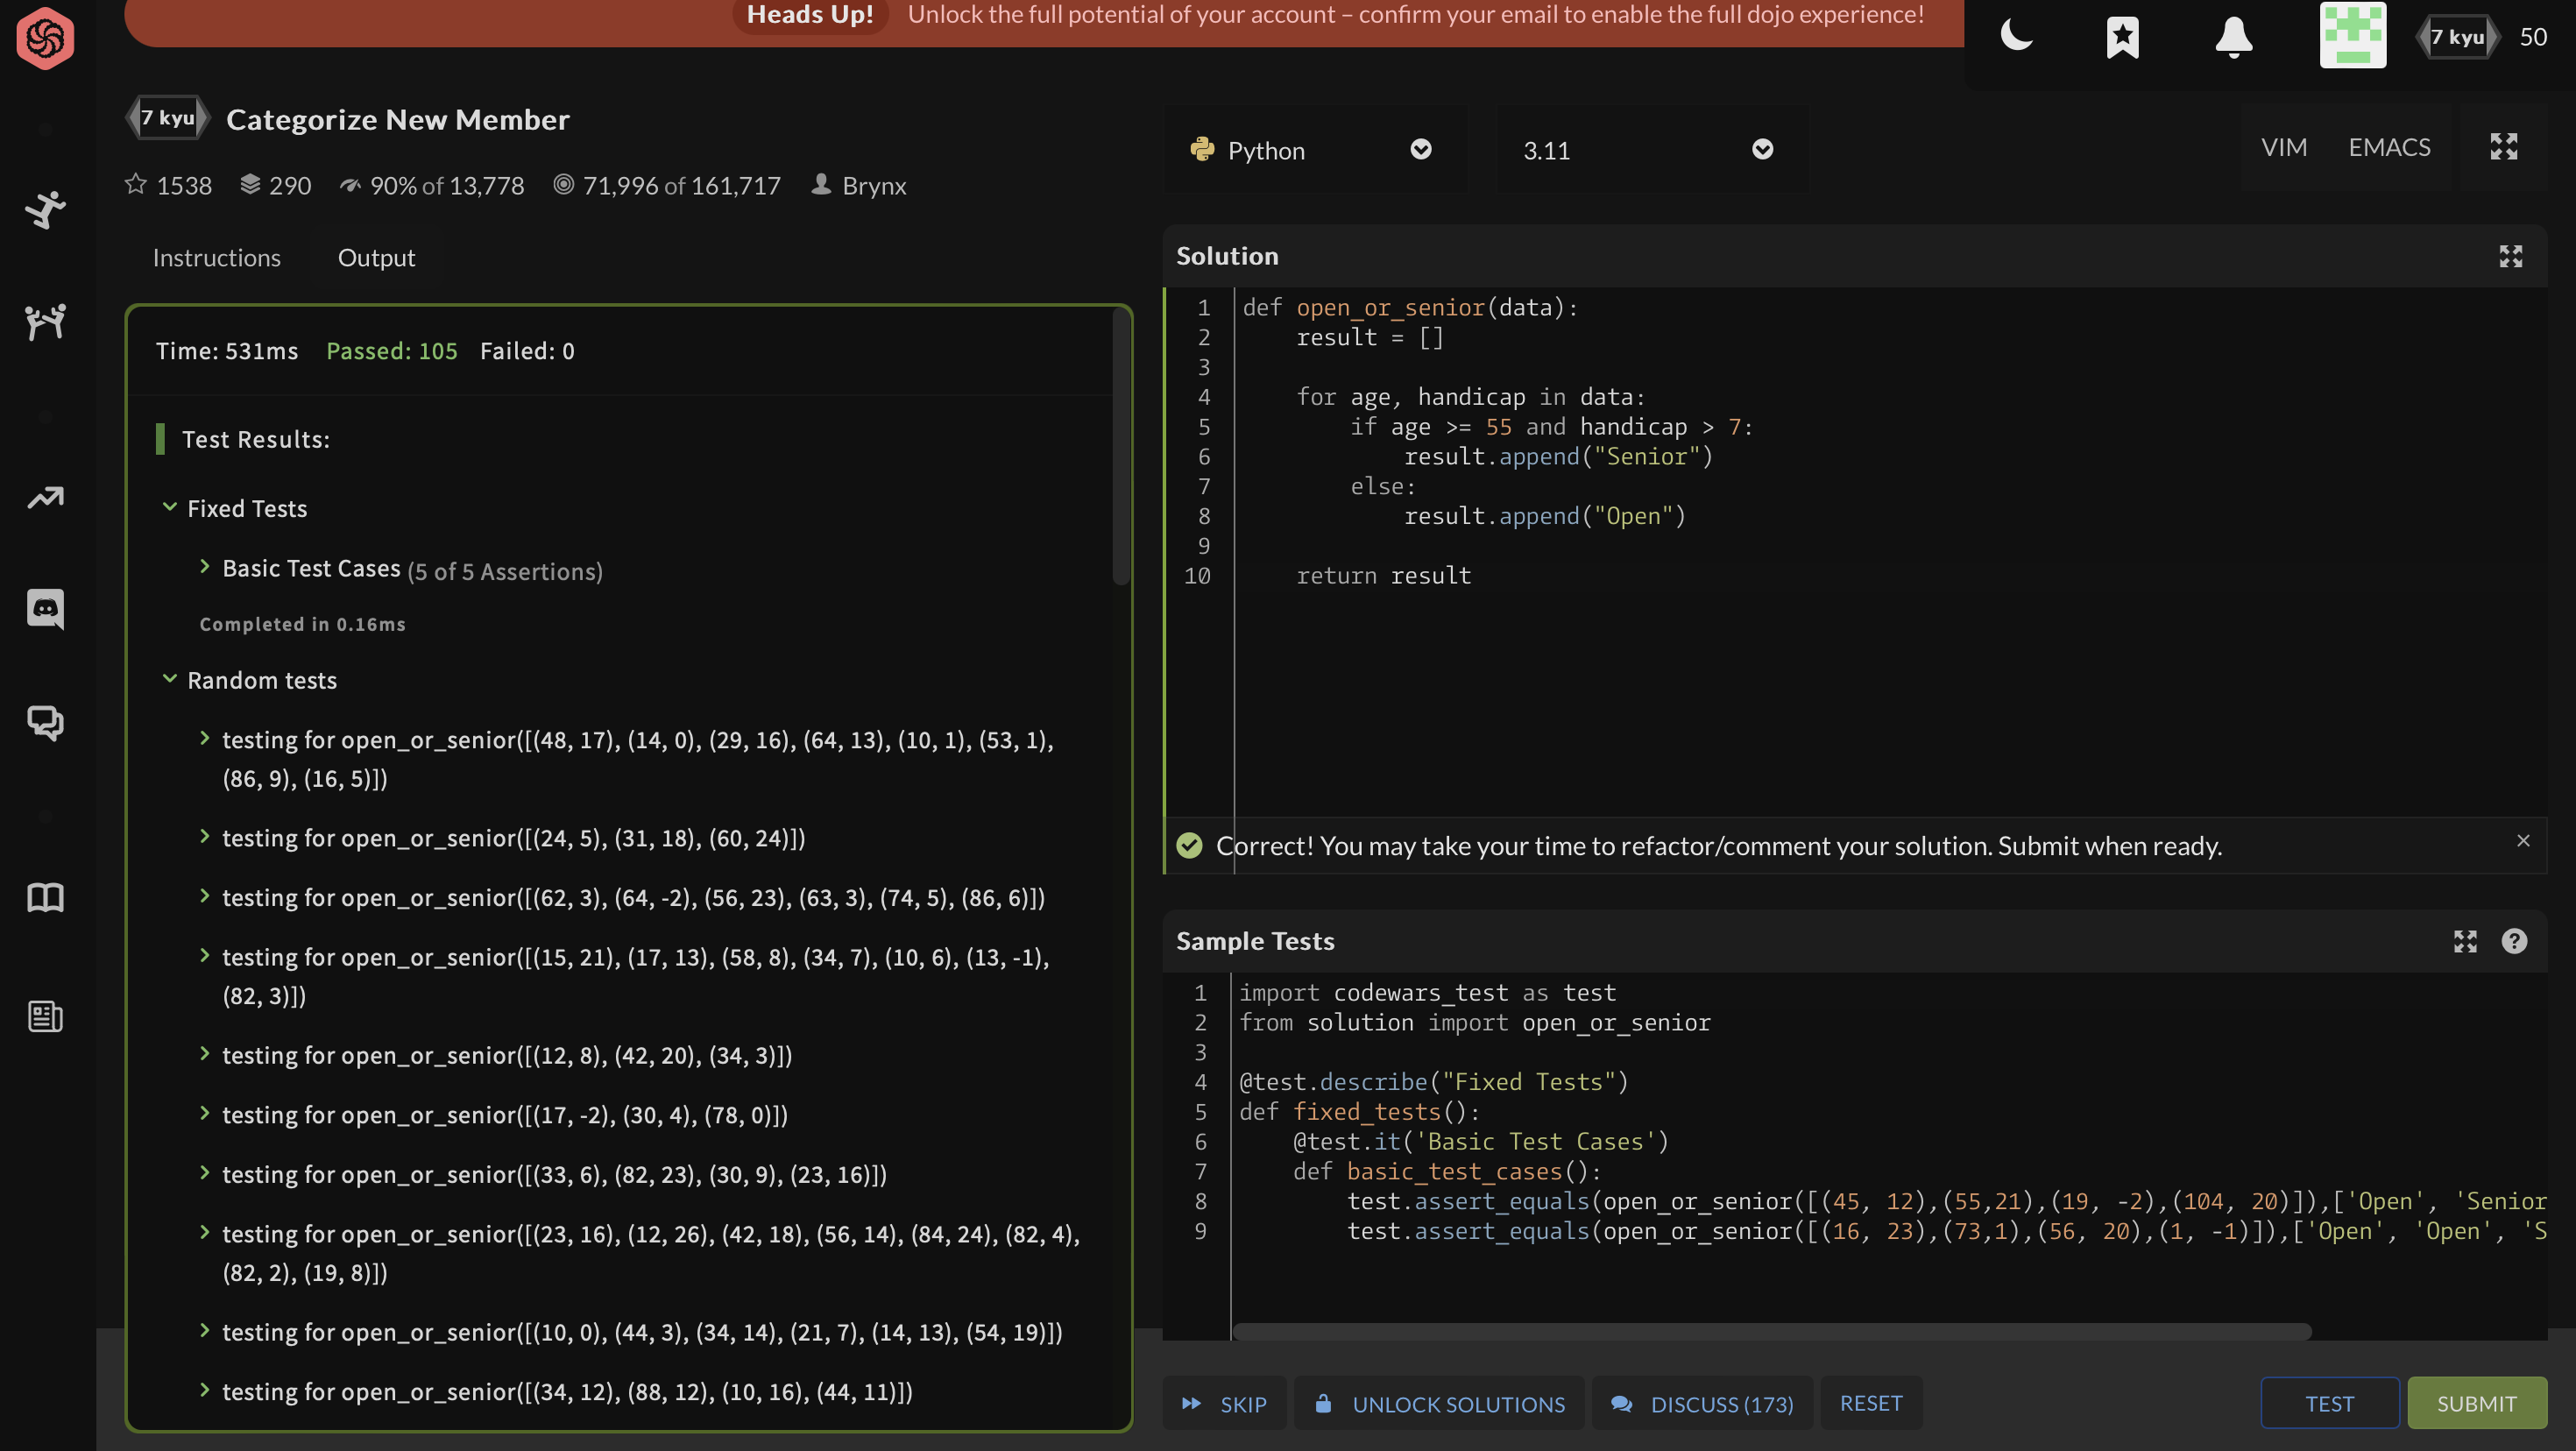 Heads Up! Unlock the full potential of your account – confirm your email to enable the full dojo experience!
7 kyu 50
7 kyu Categorize New Member
1538 290 90% of 13,778 71,996 of 161,717 Brynx
Python 3.11 VIM EMACS
Instructions Output
Time: 531ms Passed: 105 Failed: 0
Test Results:
Fixed Tests
Basic Test Cases (5 of 5 Assertions)
Completed in 0.16ms
Random tests
testing for open_or_senior([(48, 17), (14, 0), (29, 16), (64, 13), (10, 1), (53, 1),
(86, 9), (16, 5)])
testing for open_or_senior([(24, 5), (31, 18), (60, 24)])
testing for open_or_senior([(62, 3), (64, -2), (56, 23), (63, 3), (74, 5), (86, 6)])
testing for open_or_senior([(15, 21), (17, 13), (58, 8), (34, 7), (10, 6), (13, -1),
(82, 3)])
testing for open_or_senior([(12, 8), (42, 20), (34, 3)])
testing for open_or_senior([(17, -2), (30, 4), (78, 0)])
testing for open_or_senior([(33, 6), (82, 23), (30, 9), (23, 16)])
testing for open_or_senior([(23, 16), (12, 26), (42, 18), (56, 14), (84, 24), (82, 4),
(82, 2), (19, 8)])
testing for open_or_senior([(10, 0), (44, 3), (34, 14), (21, 7), (14, 13), (54, 19)])
testing for open_or_senior([(34, 12), (88, 12), (10, 16), (44, 11)])
Solution
1 def open_or_senior(data):
2     result = []
3
4     for age, handicap in data:
5         if age >= 55 and handicap > 7:
6             result.append("Senior")
7         else:
8             result.append("Open")
9
10     return result
Correct! You may take your time to refactor/comment your solution. Submit when ready.
Sample Tests
1 import codewars_test as test
2 from solution import open_or_senior
3
4 @test.describe("Fixed Tests")
5 def fixed_tests():
6     @test.it('Basic Test Cases')
7     def basic_test_cases():
8         test.assert_equals(open_or_senior([(45, 12),(55,21),(19, -2),(104, 20)]),['Open', 'Senior
9         test.assert_equals(open_or_senior([(16, 23),(73,1),(56, 20),(1, -1)]),['Open', 'Open', 'S
SKIP UNLOCK SOLUTIONS DISCUSS (173) RESET TEST SUBMIT